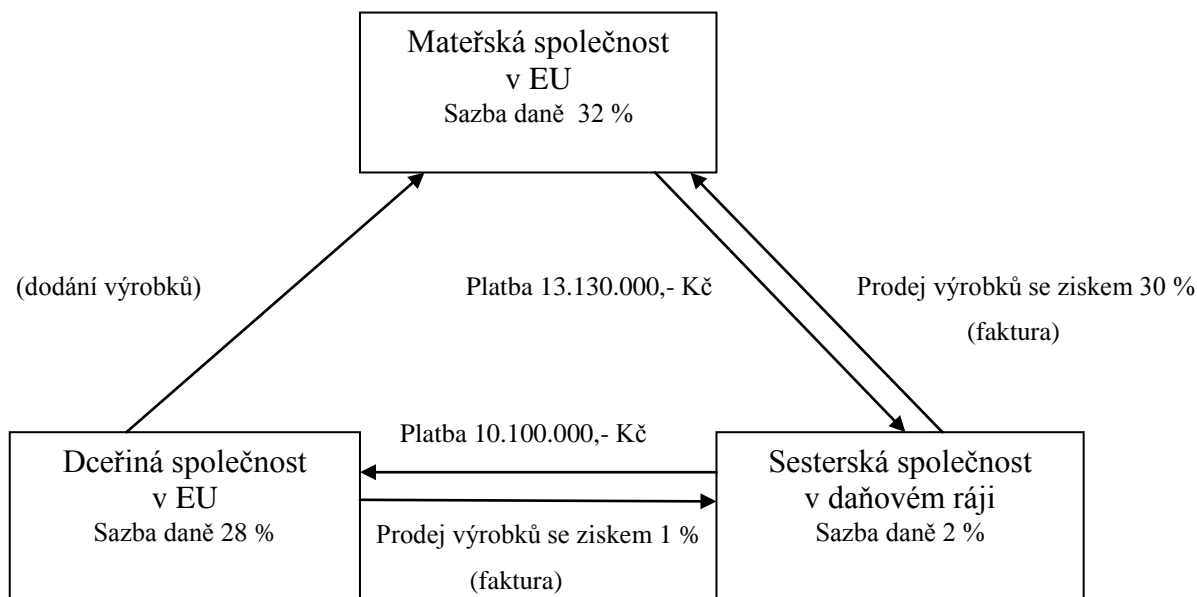 Mateřská společnost
v EU
Sazba daně 32 %
(dodání výrobků)
Platba 13.130.000,- Kč
Prodej výrobků se ziskem 30 %
(faktura)
Platba 10.100.000,- Kč
Dceřiná společnost
v EU
Sazba daně 28 %
Prodej výrobků se ziskem 1 %
(faktura)
Sesterská společnost
v daňovém ráji
Sazba daně 2 %